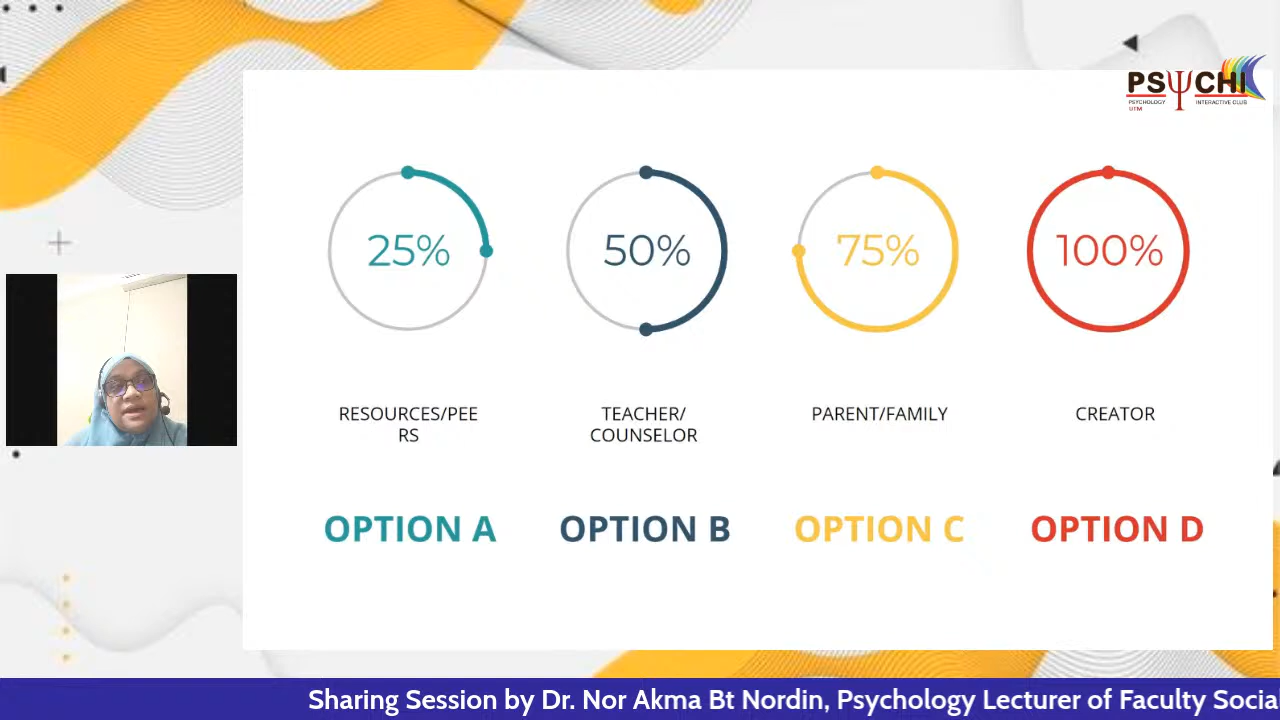 PSYCHI
PSYCHOLOGY INTERACTIVE CLUB
UTM
25%
50%
75%
100%
RESOURCES/PEE
RS
TEACHER/
COUNSELOR
PARENT/FAMILY
CREATOR
OPTION A
OPTION B
OPTION C
OPTION D
Sharing Session by Dr. Nor Akma Bt Nordin, Psychology Lecturer of Faculty Socia